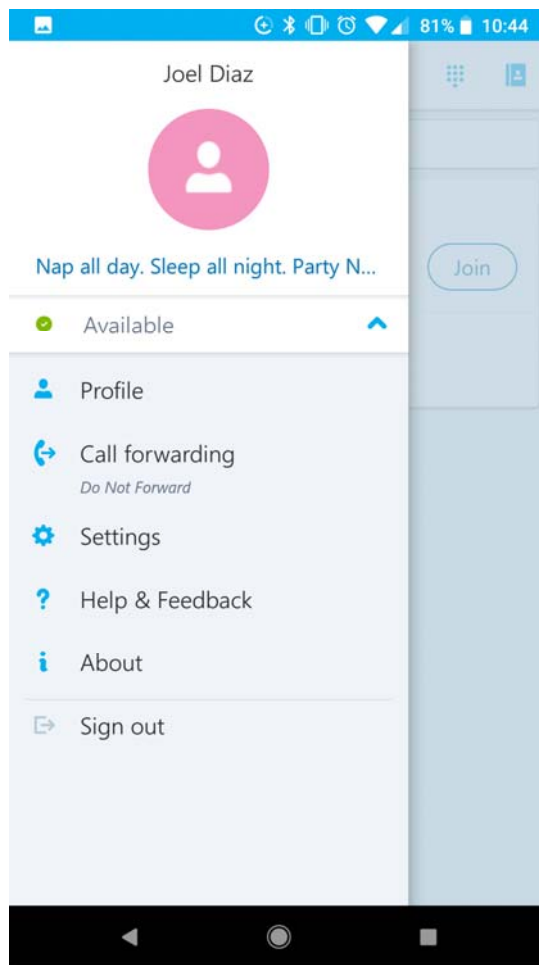 81% 10:44
Joel Diaz
Nap all day. Sleep all night. Party N...
Join
Available
Profile
Call forwarding
Do Not Forward
Settings
Help & Feedback
About
Sign out